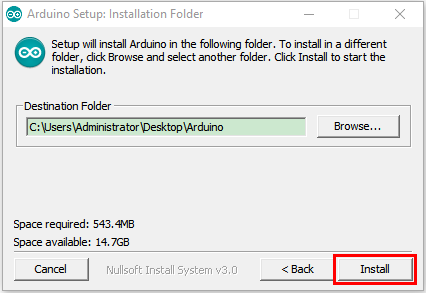 Arduino Setup: Installation Folder
Setup will install Arduino in the following folder. To install in a different
folder, click Browse and select another folder. Click Install to start the
installation.
Destination Folder
C:\Users\Administrator\Desktop\Arduino
Browse...
Space required: 543.4MB
Space available: 14.7GB
Cancel
Nullsoft Install System v3.0
< Back
Install